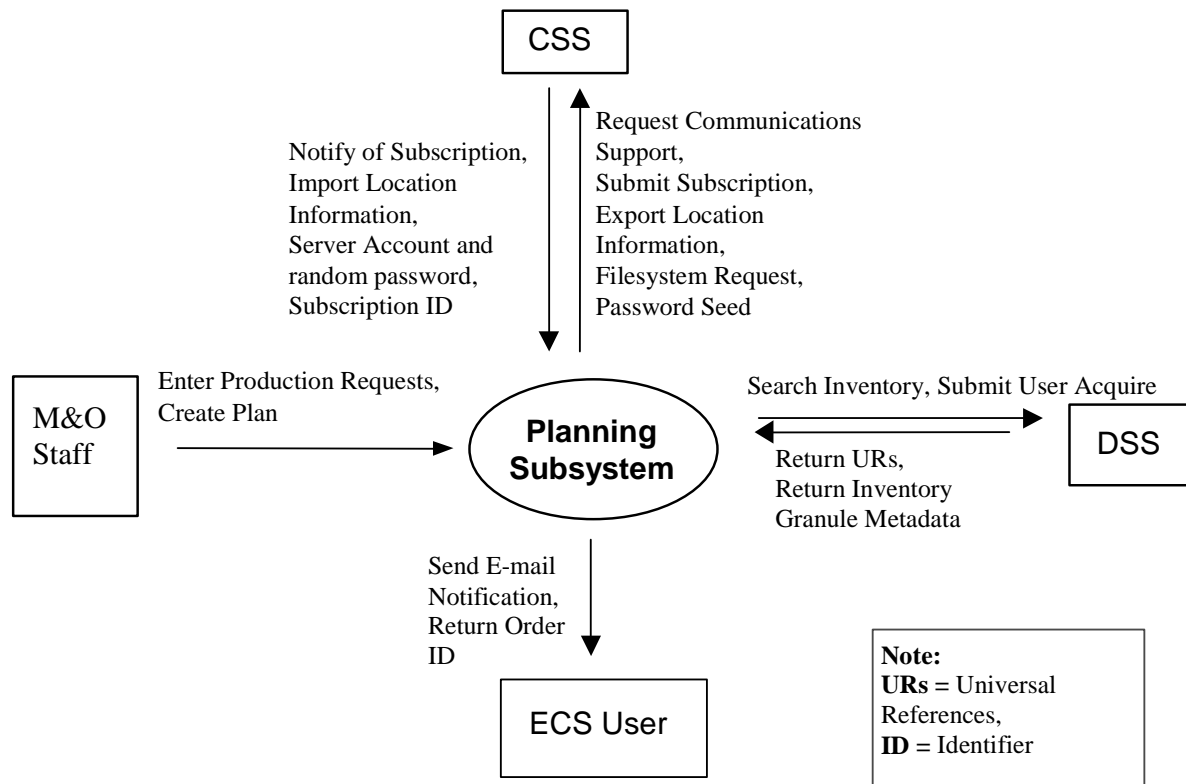 CSS
Notify of Subscription,
Import Location
Information,
Server Account and
random password,
Subscription ID
Request Communications
Support,
Submit Subscription,
Export Location
Information,
Filesystem Request,
Password Seed
M&O
Staff
Enter Production Requests,
Create Plan
Planning
Subsystem
Search Inventory, Submit User Acquire
Return URs,
Return Inventory
Granule Metadata
DSS
Send E-mail
Notification,
Return Order
ID
ECS User
Note:
URs = Universal
References,
ID = Identifier